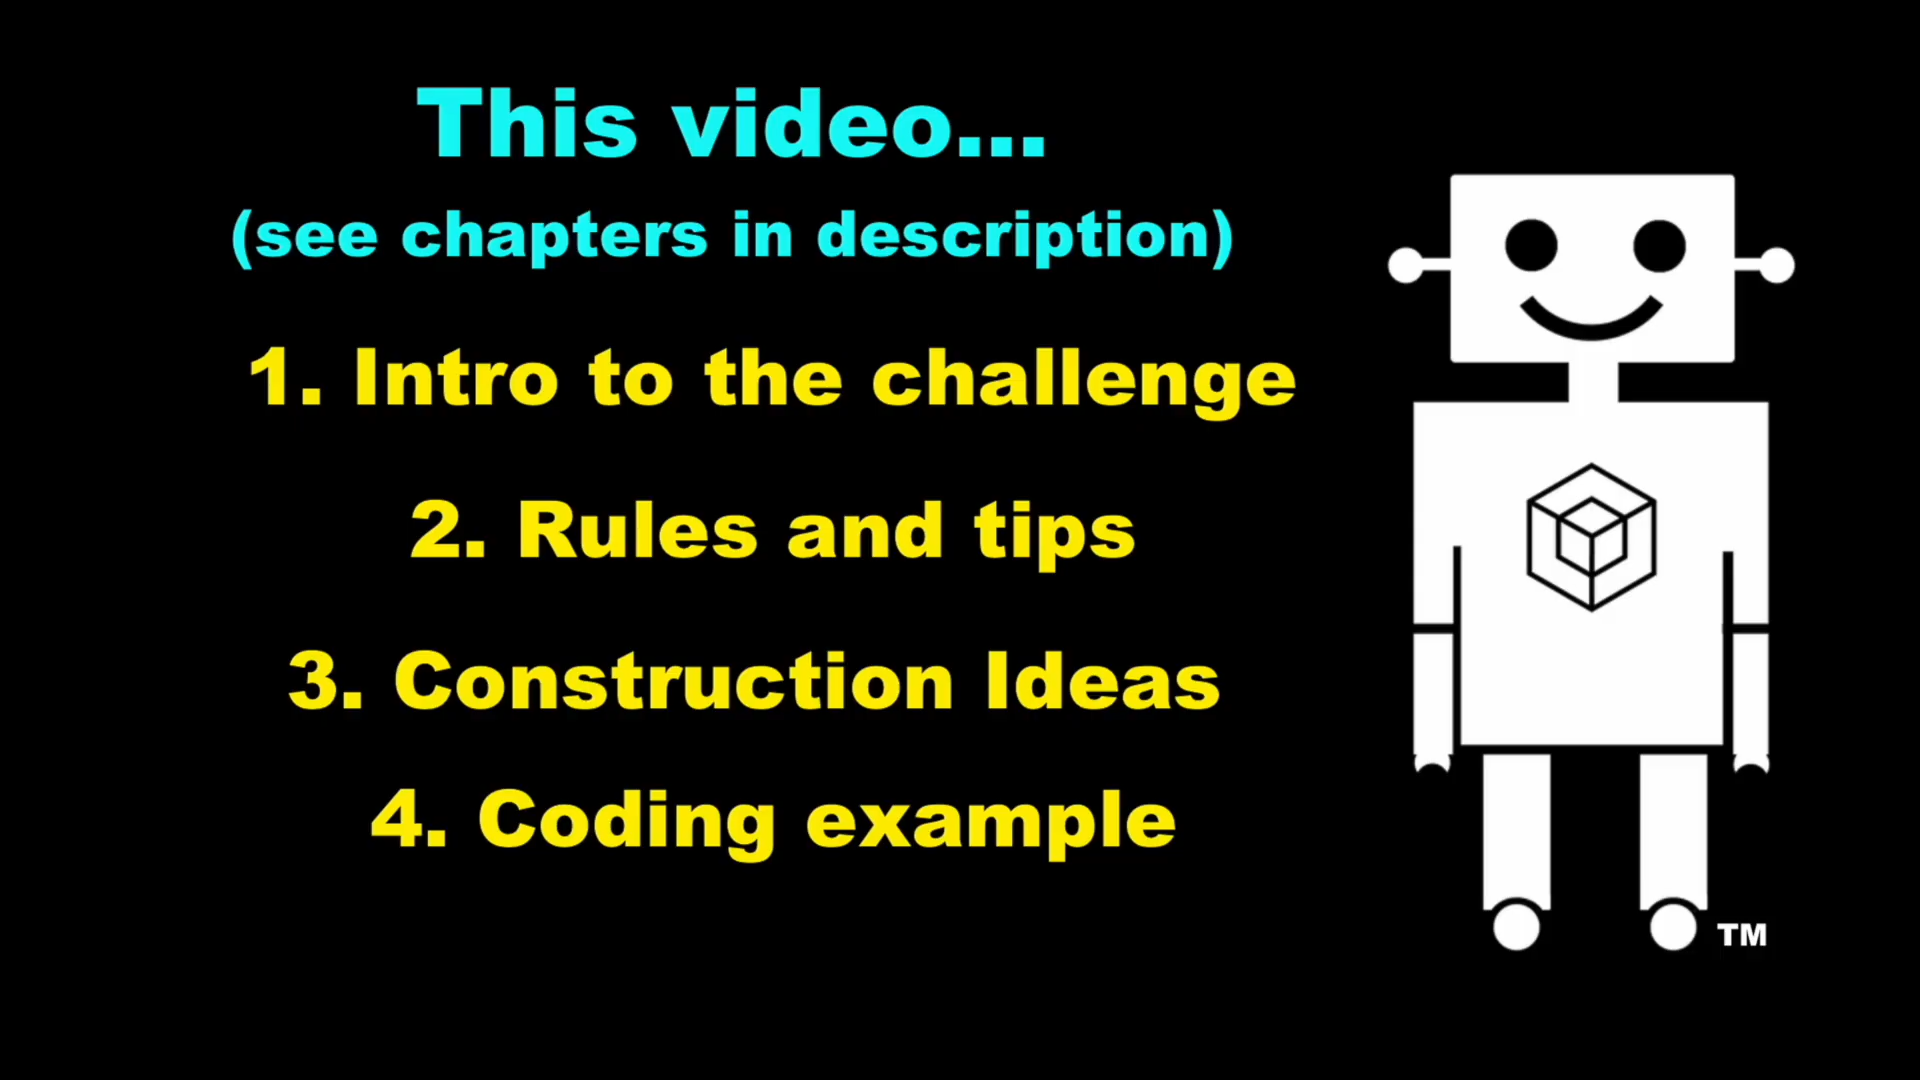 This video...
(see chapters in description)
1. Intro to the challenge
2. Rules and tips
3. Construction Ideas
4. Coding example
TM